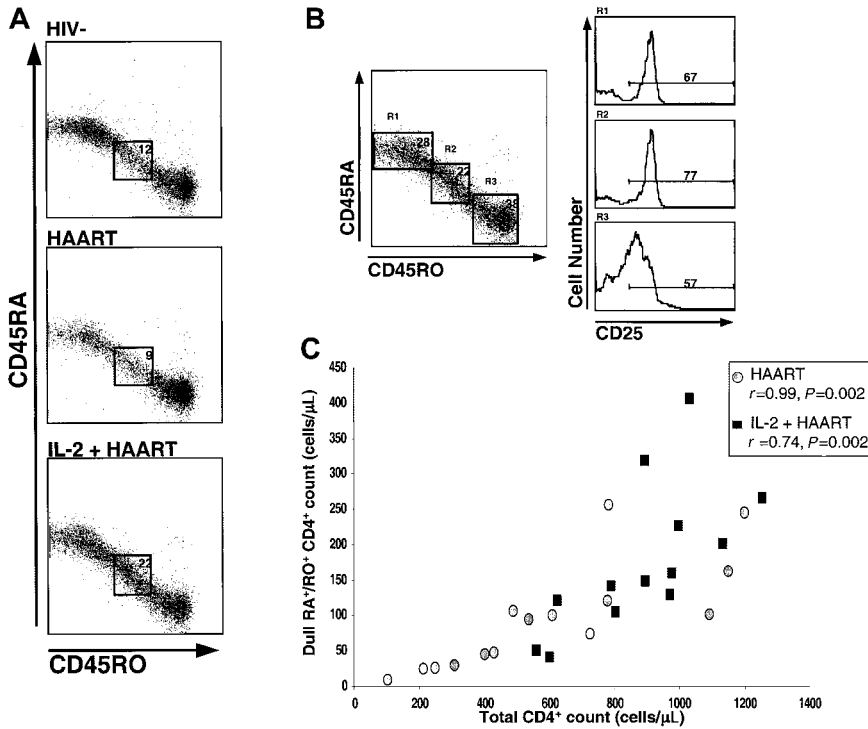 A
HIV-
12
HAART
9
IL-2 + HAART
22
CD45RA
CD45RO
B
R1
28
R2
22
R3
38
CD45RA
CD45RO
R1
67
R2
77
R3
57
Cell Number
CD25
C
450
400
350
300
250
200
150
100
50
0
0
200
400
600
800
1000
1200
1400
Dull RA⁺/RO⁺ CD4⁺ count (cells/µL)
Total CD4⁺ count (cells/µL)
HAART
r=0.99, P=0.002
IL-2 + HAART
r=0.74, P=0.002